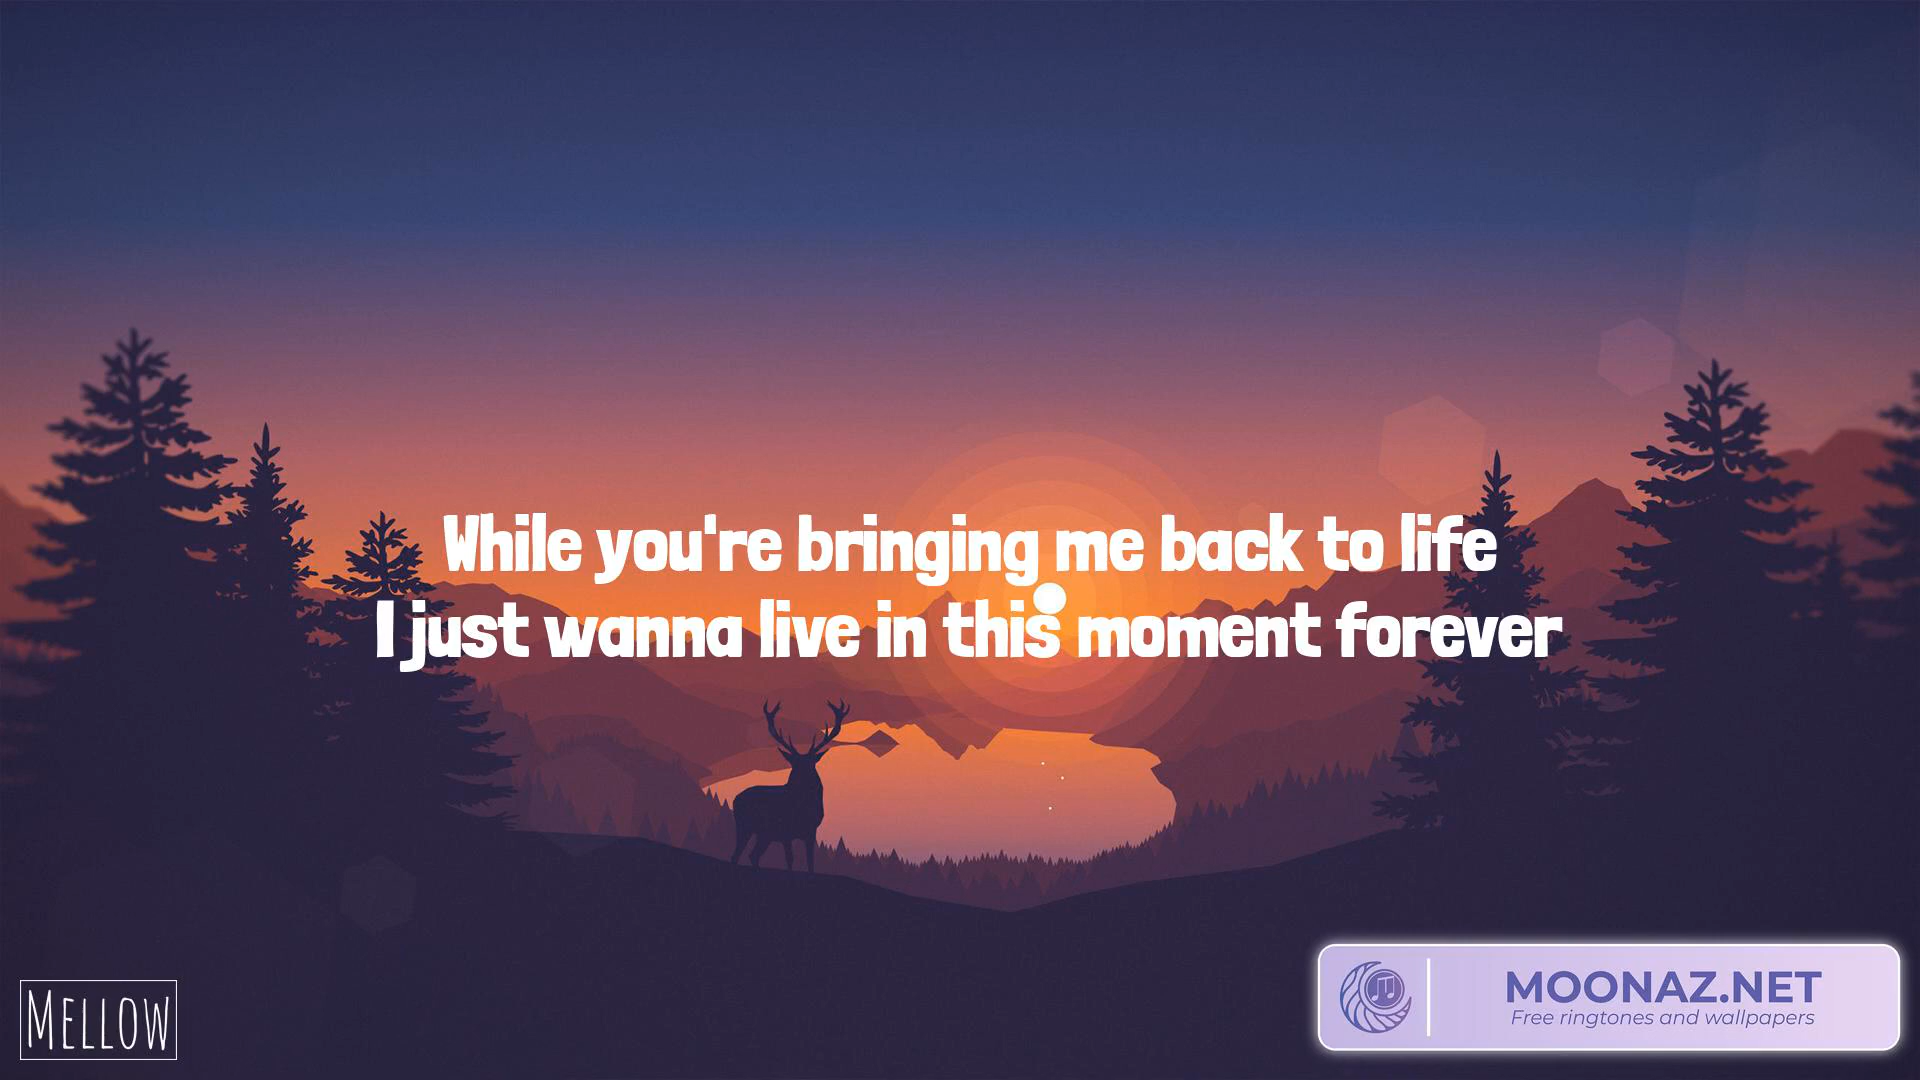 While you're bringing me back to life
I just wanna live in this moment forever
MELLOW
MOONAZ.NET
Free ringtones and wallpapers